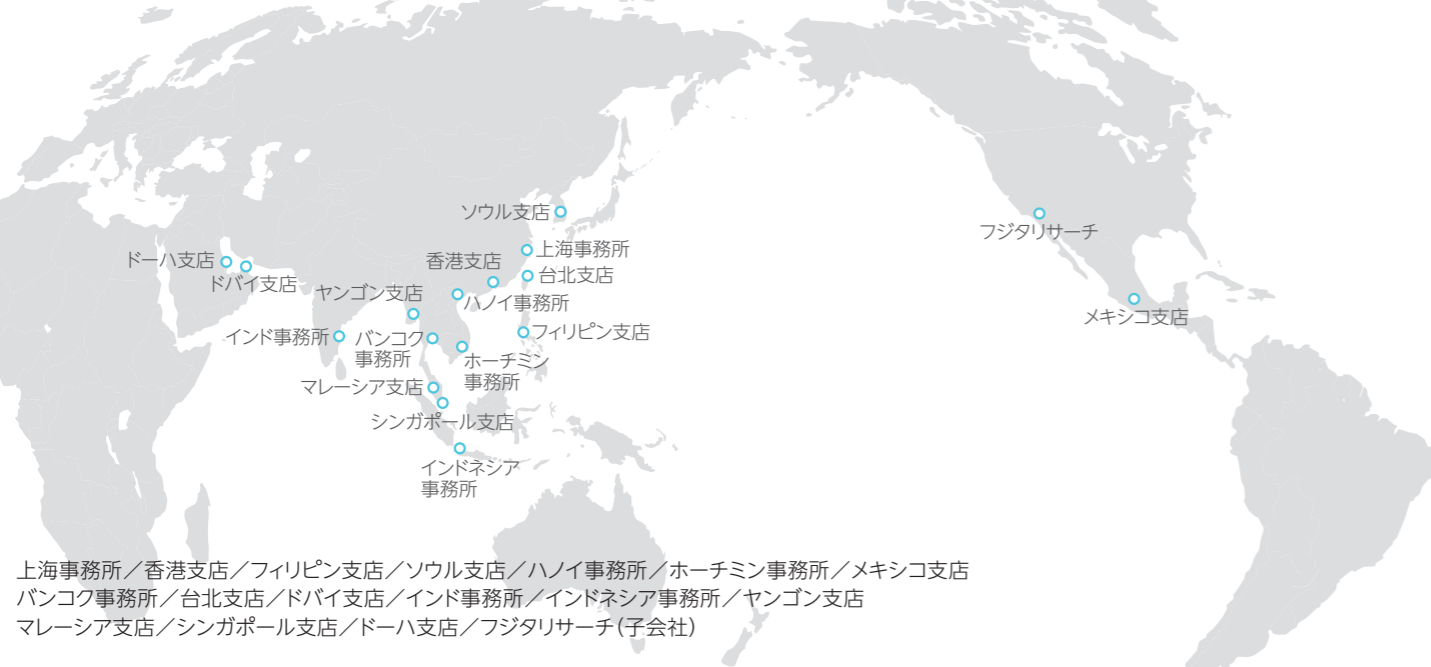 ソウル支店
上海事務所
フジタリサーチ
ドーハ支店
香港支店
台北支店
ドバイ支店
ヤンゴン支店
ハノイ事務所
メキシコ支店
インド事務所
バンコク
事務所
フィリピン支店
ホーチミン
事務所
マレーシア支店
シンガポール支店
インドネシア
事務所
上海事務所／香港支店／フィリピン支店／ソウル支店／ハノイ事務所／ホーチミン事務所／メキシコ支店
バンコク事務所／台北支店／ドバイ支店／インド事務所／インドネシア事務所／ヤンゴン支店
マレーシア支店／シンガポール支店／ドーハ支店／フジタリサーチ（子会社）